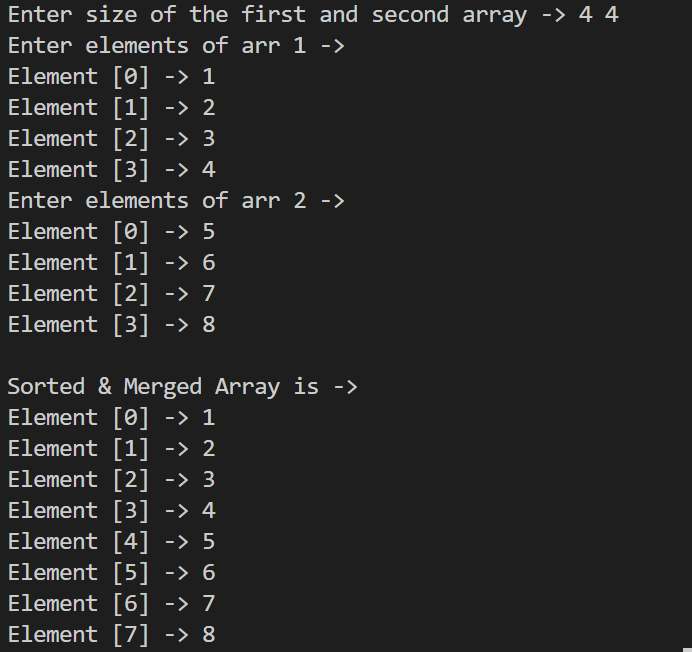 Enter size of the first and second array -> 4 4
Enter elements of arr 1 ->
Element [0] -> 1
Element [1] -> 2
Element [2] -> 3
Element [3] -> 4
Enter elements of arr 2 ->
Element [0] -> 5
Element [1] -> 6
Element [2] -> 7
Element [3] -> 8

Sorted & Merged Array is ->
Element [0] -> 1
Element [1] -> 2
Element [2] -> 3
Element [3] -> 4
Element [4] -> 5
Element [5] -> 6
Element [6] -> 7
Element [7] -> 8